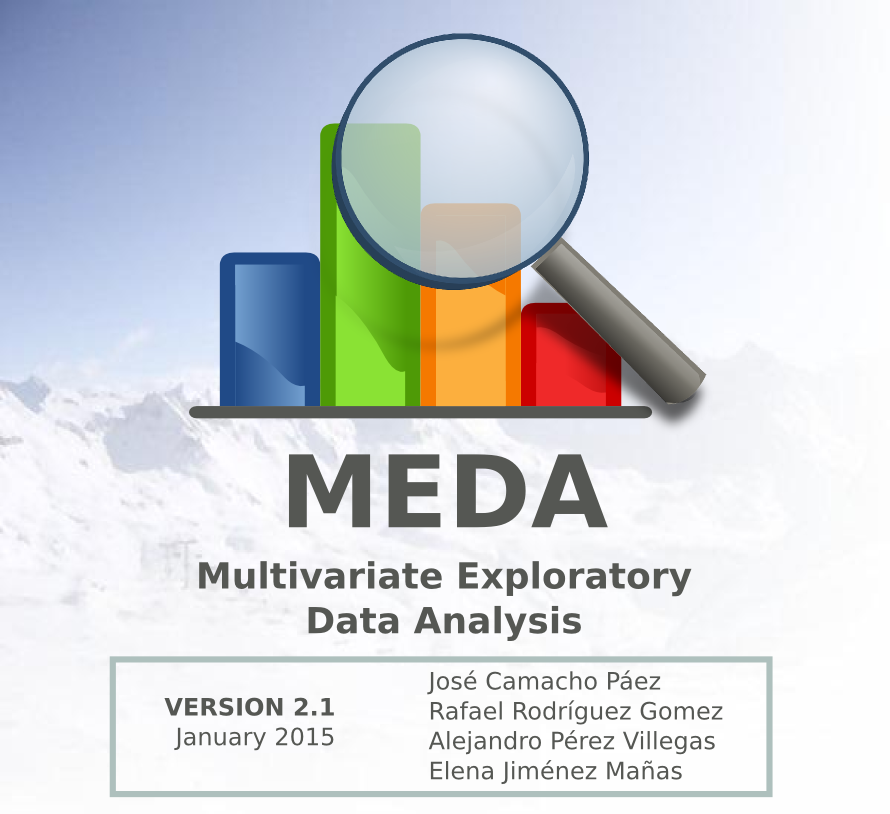 MEDA
Multivariate Exploratory
Data Analysis
VERSION 2.1
January 2015
José Camacho Páez
Rafael Rodríguez Gomez
Alejandro Pérez Villegas
Elena Jiménez Mañas